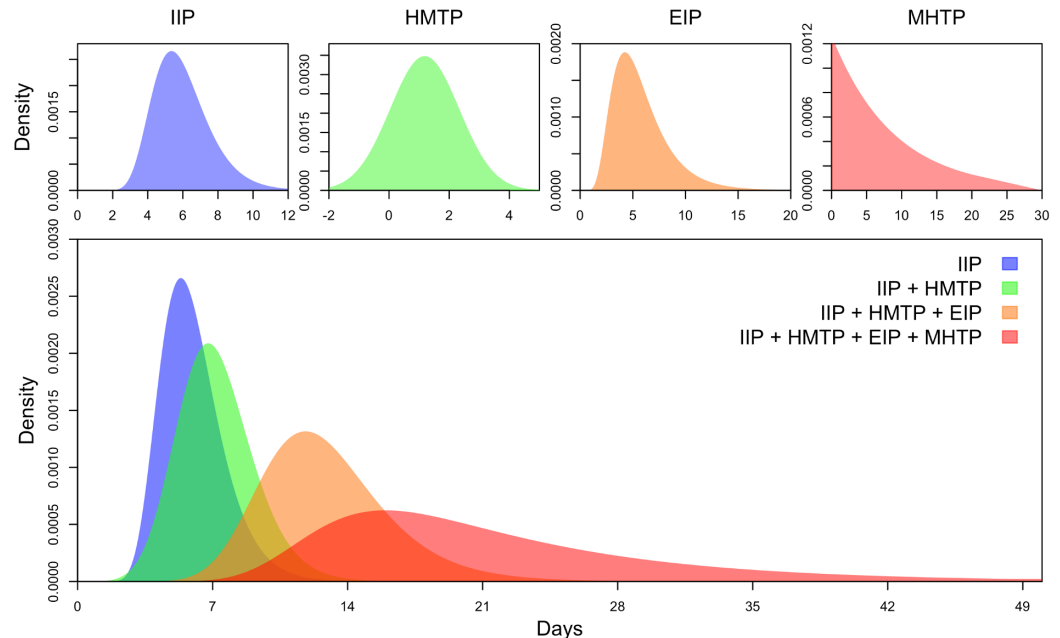 IIP HMTP EIP MHTP
Density
0.0000 0.0015
0 2 4 6 8 10 12
0.0000 0.0015 0.0030
-2 0 2 4
0.0000 0.0010 0.0020
0 5 10 15 20
0.0000 0.0006 0.0012
0 5 10 15 20 25 30
Density
0.0000 0.0005 0.0010 0.0015 0.0020 0.0025 0.0030
IIP
IIP + HMTP
IIP + HMTP + EIP
IIP + HMTP + EIP + MHTP
0 7 14 21 28 35 42 49
Days